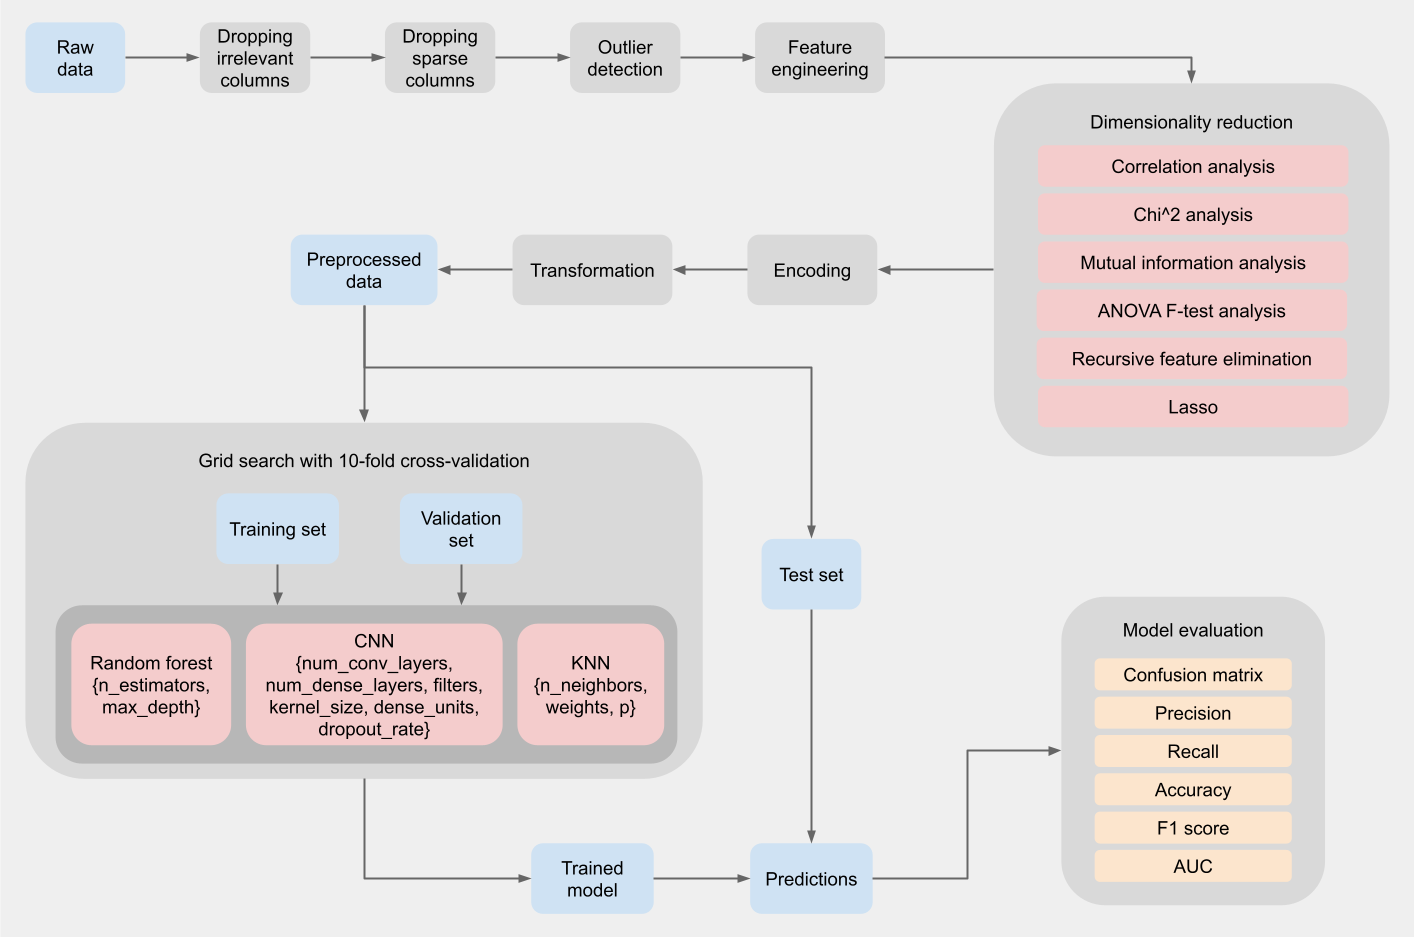 Raw
data
Dropping
irrelevant
columns
Dropping
sparse
columns
Outlier
detection
Feature
engineering
Dimensionality reduction
Correlation analysis
Chi^2 analysis
Mutual information analysis
ANOVA F-test analysis
Recursive feature elimination
Lasso
Encoding
Transformation
Preprocessed
data
Grid search with 10-fold cross-validation
Training set
Validation
set
Random forest
{n_estimators,
max_depth}
CNN
{num_conv_layers,
num_dense_layers, filters,
kernel_size, dense_units,
dropout_rate}
KNN
{n_neighbors,
weights, p}
Test set
Trained
model
Predictions
Model evaluation
Confusion matrix
Precision
Recall
Accuracy
F1 score
AUC